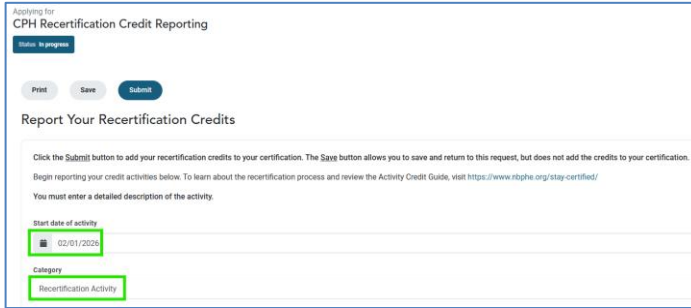 Applying for
CPH Recertification Credit Reporting
Status: In progress
Print Save Submit
Report Your Recertification Credits
Click the Submit button to add your recertification credits to your certification. The Save button allows you to save and return to this request, but does not add the credits to your certification.
Begin reporting your credit activities below. To learn about the recertification process and review the Activity Credit Guide, visit https://www.nbphe.org/stay-certified/
You must enter a detailed description of the activity.
Start date of activity
02/01/2026
Category
Recertification Activity